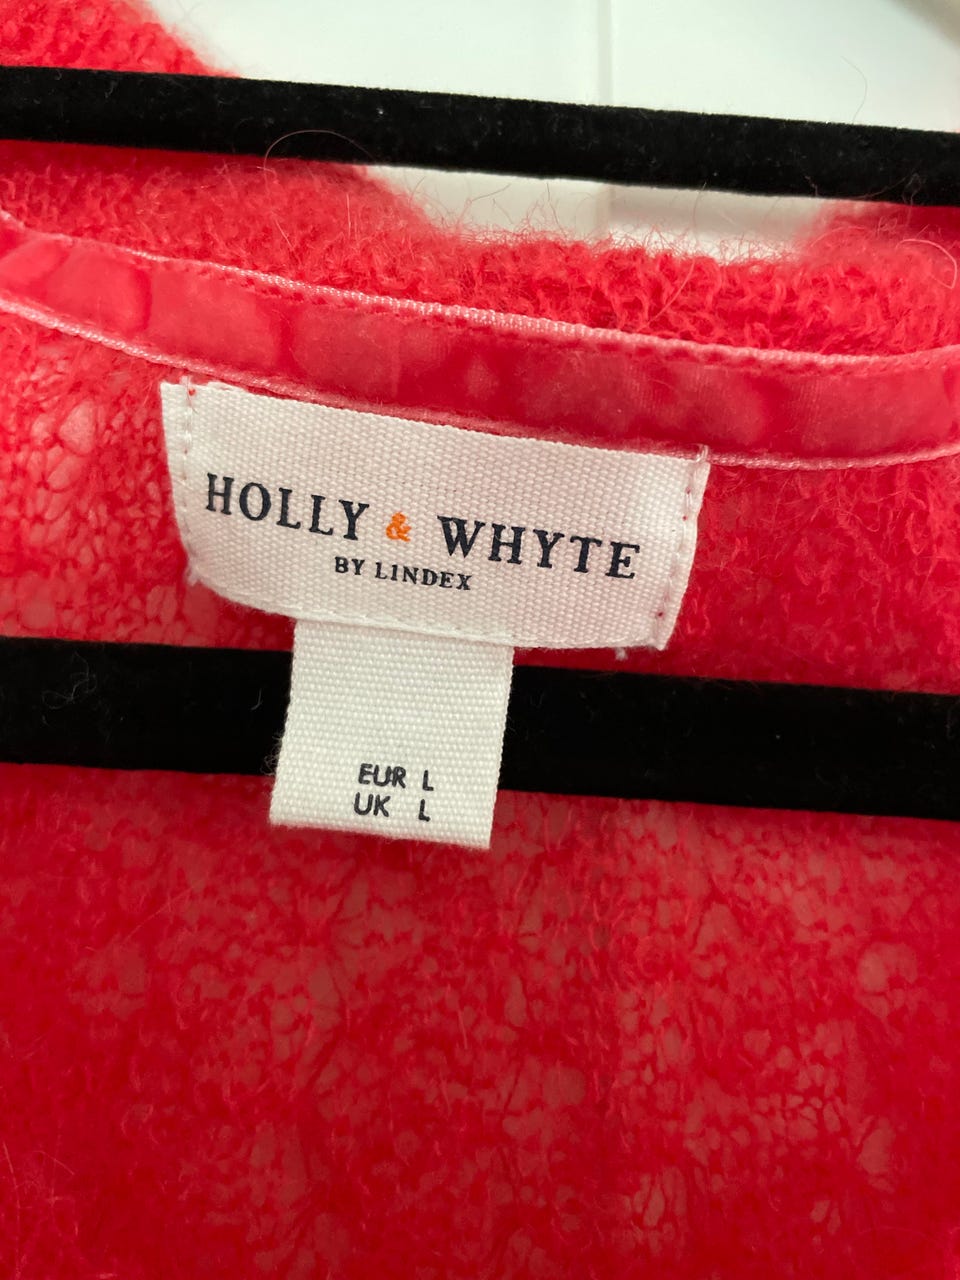 HOLLY & WHYTE
BY LINDEX
EUR L
UK L